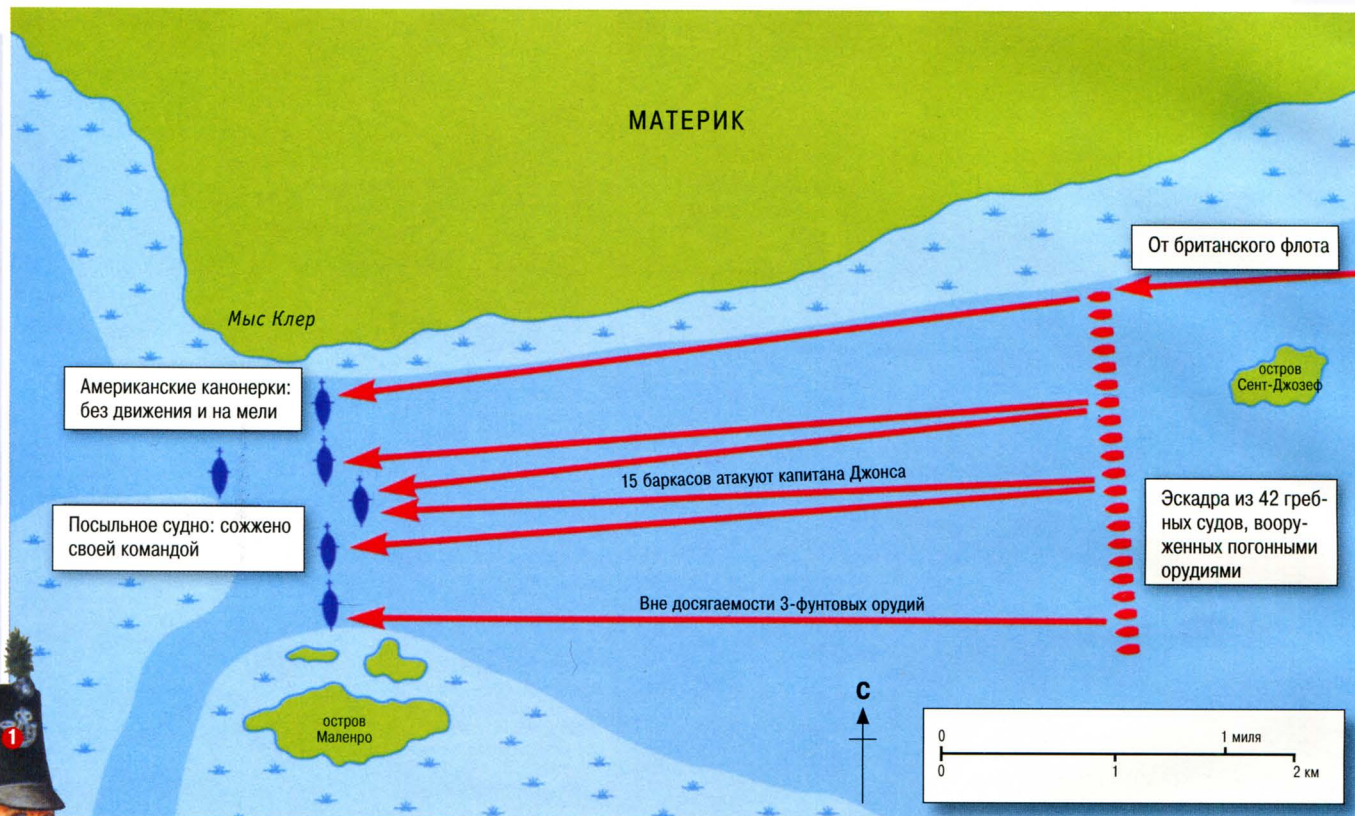 МАТЕРИК
От британского флота
Мыс Клер
остров
Сент-Джозеф
Американские канонерки:
без движения и на мели
15 баркасов атакуют капитана Джонса
Посыльное судно: сожжено
своей командой
Эскадра из 42 греб-
ных судов, воору-
женных погонными
орудиями
Вне досягаемости 3-фунтовых орудий
С
остров
Маленро
1
0
1 миля
0
1
2 км